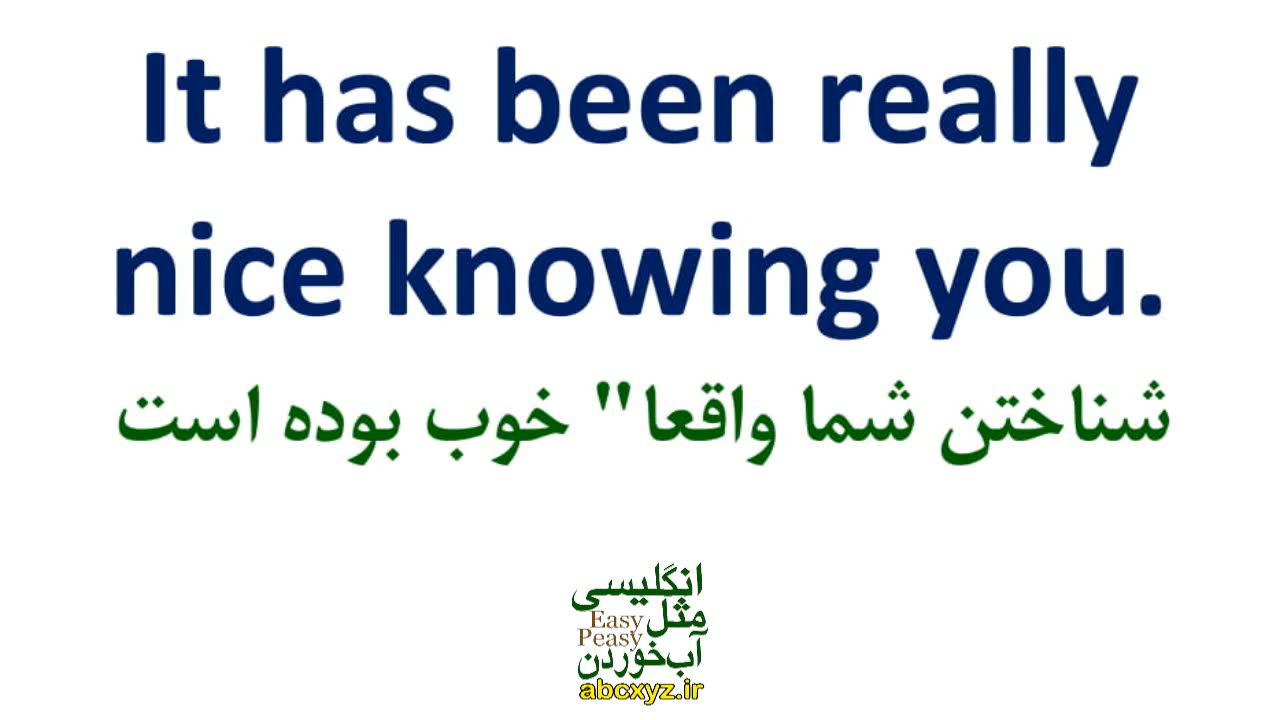 It has been really
nice knowing you.
شناختن شما واقعا" خوب بوده است
انگلیسی
مثل
Easy
Peasy
آب‌خوردن
abcxyz.ir